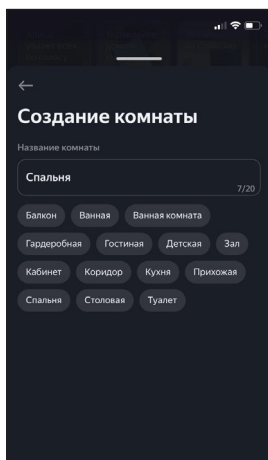 Создание комнаты
Название комнаты
Спальня
7/20
Балкон Ванная Ванная комната
Гардеробная Гостиная Детская Зал
Кабинет Коридор Кухня Прихожая
Спальня Столовая Туалет